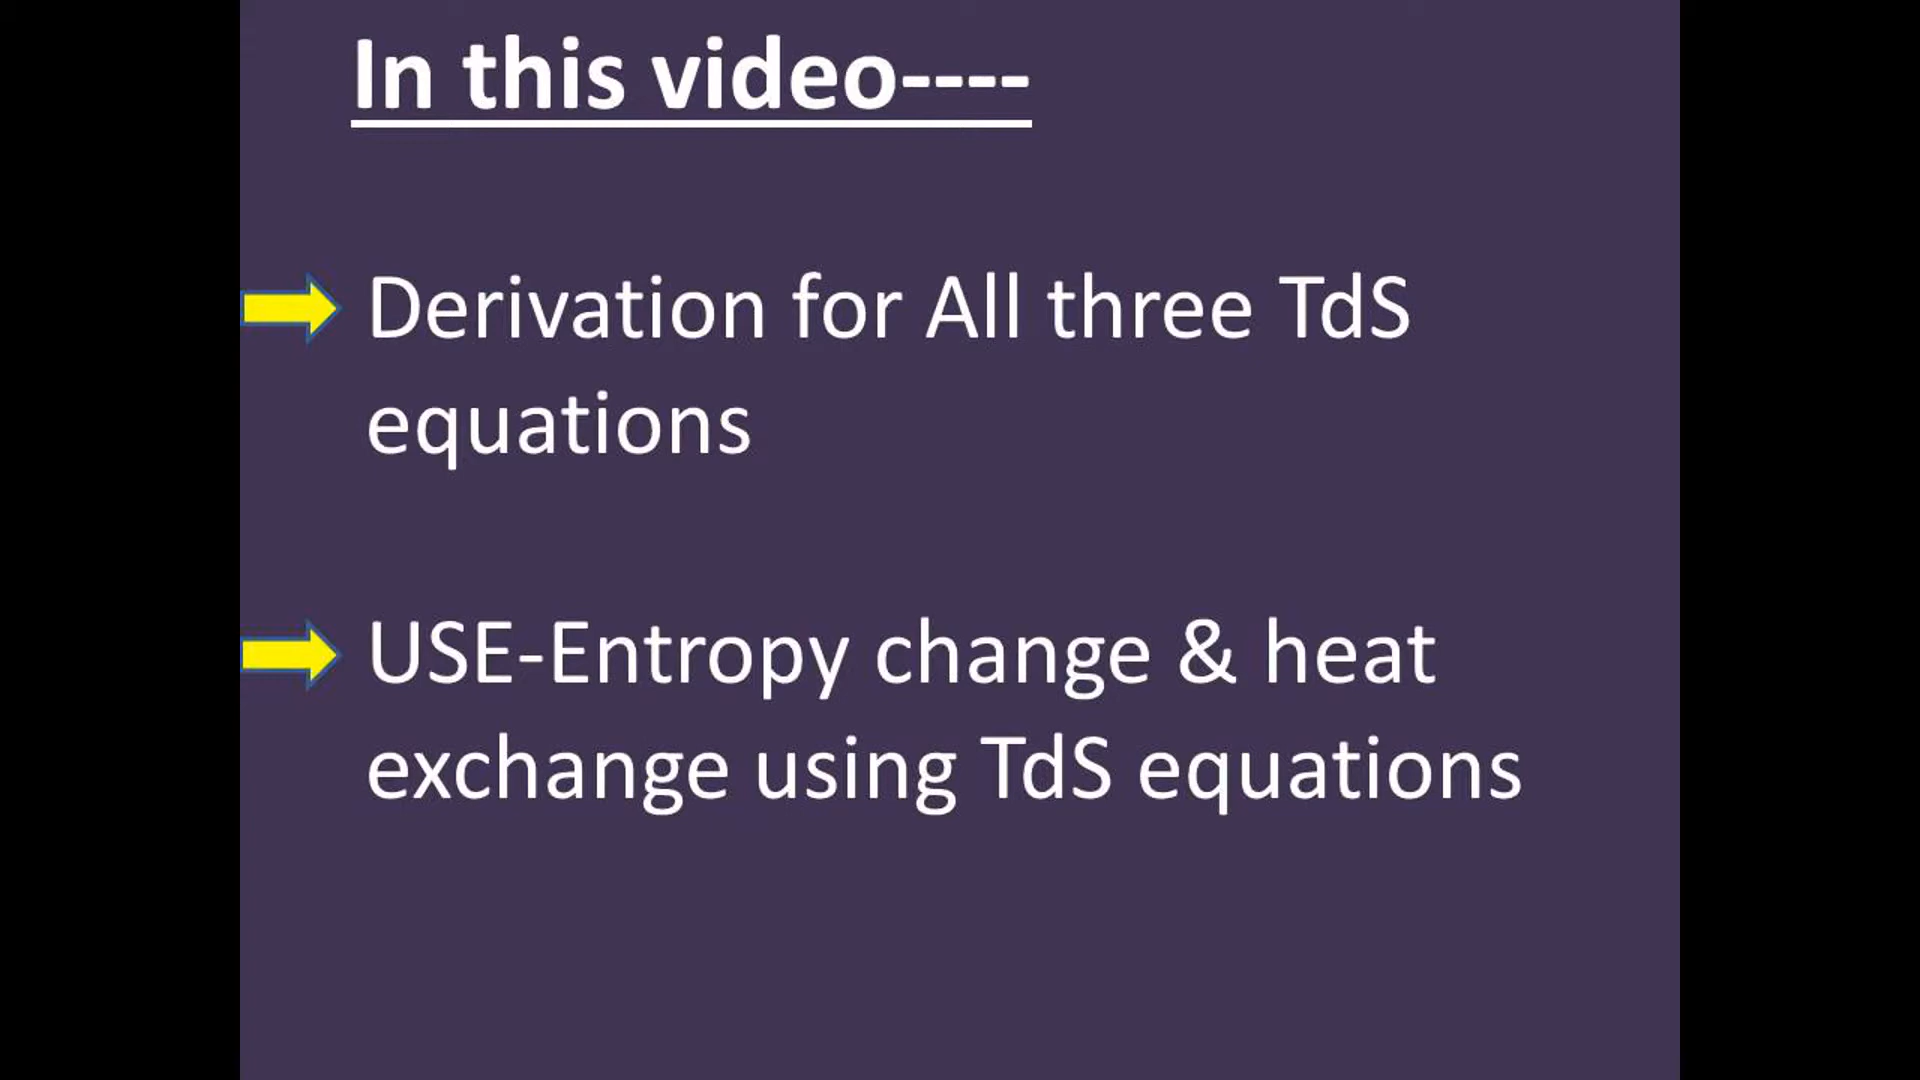 In this video----
Derivation for All three TdS
equations
USE-Entropy change & heat
exchange using TdS equations